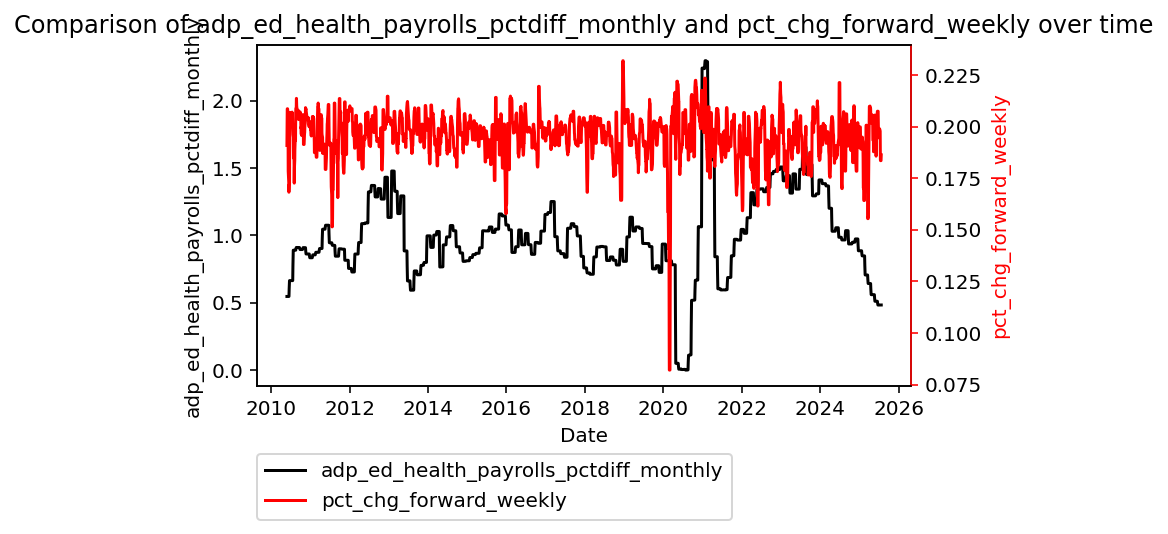 Comparison of adp_ed_health_payrolls_pctdiff_monthly and pct_chg_forward_weekly over time
adp_ed_health_payrolls_pctdiff_monthly
2.0
1.5
1.0
0.5
0.0
0.225
0.200
0.175
0.150
0.125
0.100
0.075
pct_chg_forward_weekly
2010 2012 2014 2016 2018 2020 2022 2024 2026
Date
adp_ed_health_payrolls_pctdiff_monthly
pct_chg_forward_weekly